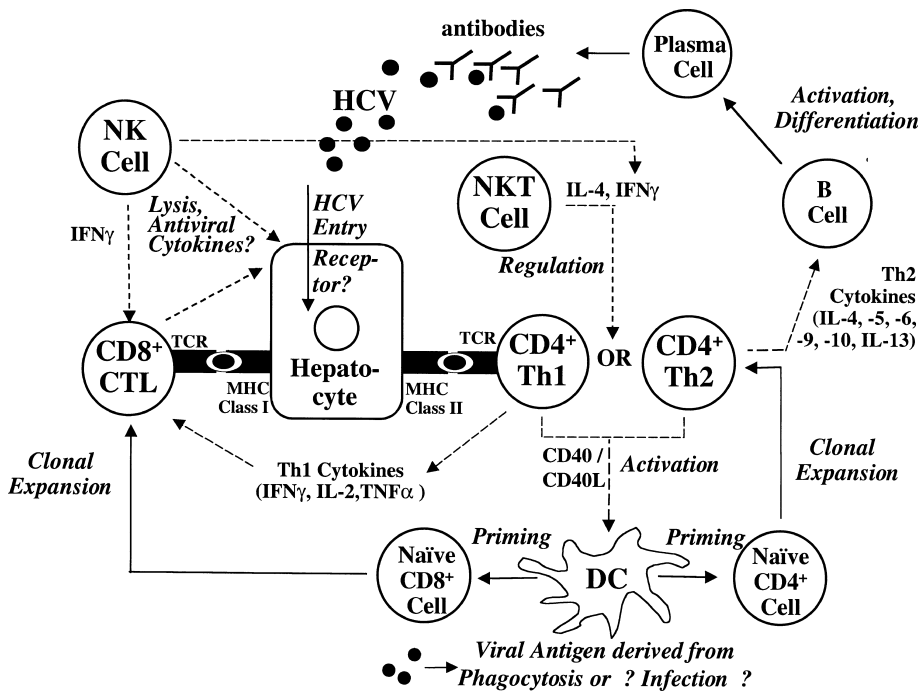 antibodies
Plasma
Cell
HCV
Activation,
Differentiation
NK
Cell
NKT
Cell
IL-4, IFNγ
B
Cell
IFNγ
Lysis,
Antiviral
Cytokines?
HCV
Entry
Recep-
tor?
Regulation
Th2
Cytokines
(IL-4, -5, -6,
-9, -10, IL-13)
CD8+
CTL
TCR
MHC
Class I
Hepato-
cyte
TCR
MHC
Class II
CD4+
Th1
OR
CD4+
Th2
Clonal
Expansion
Th1 Cytokines
(IFNγ, IL-2,TNFα )
CD40 /
CD40L
Activation
Clonal
Expansion
Priming
Priming
Naïve
CD8+
Cell
DC
Naïve
CD4+
Cell
Viral Antigen derived from
Phagocytosis or ? Infection ?